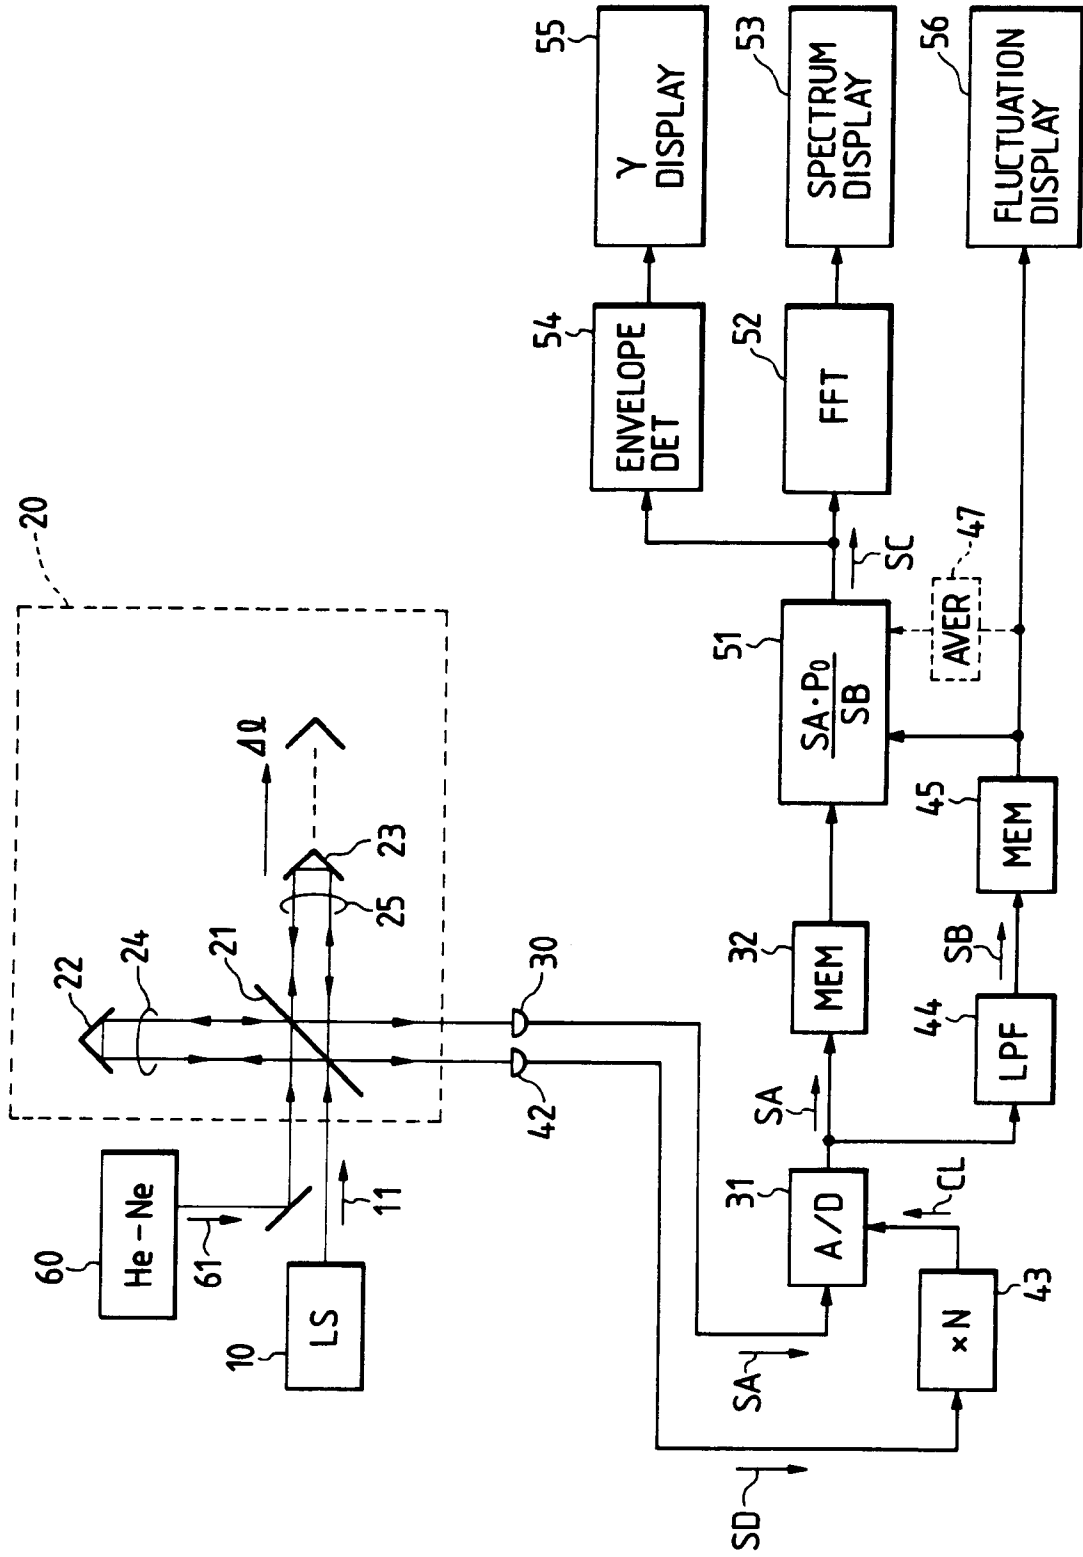 20
60
He-Ne
61
22
24
21
Δℓ
23
25
10
LS
11
42
30
SD
SA
31
A/D
SA
32
MEM
51
SA·P0
SB
SC
54
ENVELOPE
DET
55
γ
DISPLAY
52
FFT
53
SPECTRUM
DISPLAY
×N
43
CL
44
LPF
SB
45
MEM
AVER
47
56
FLUCTUATION
DISPLAY